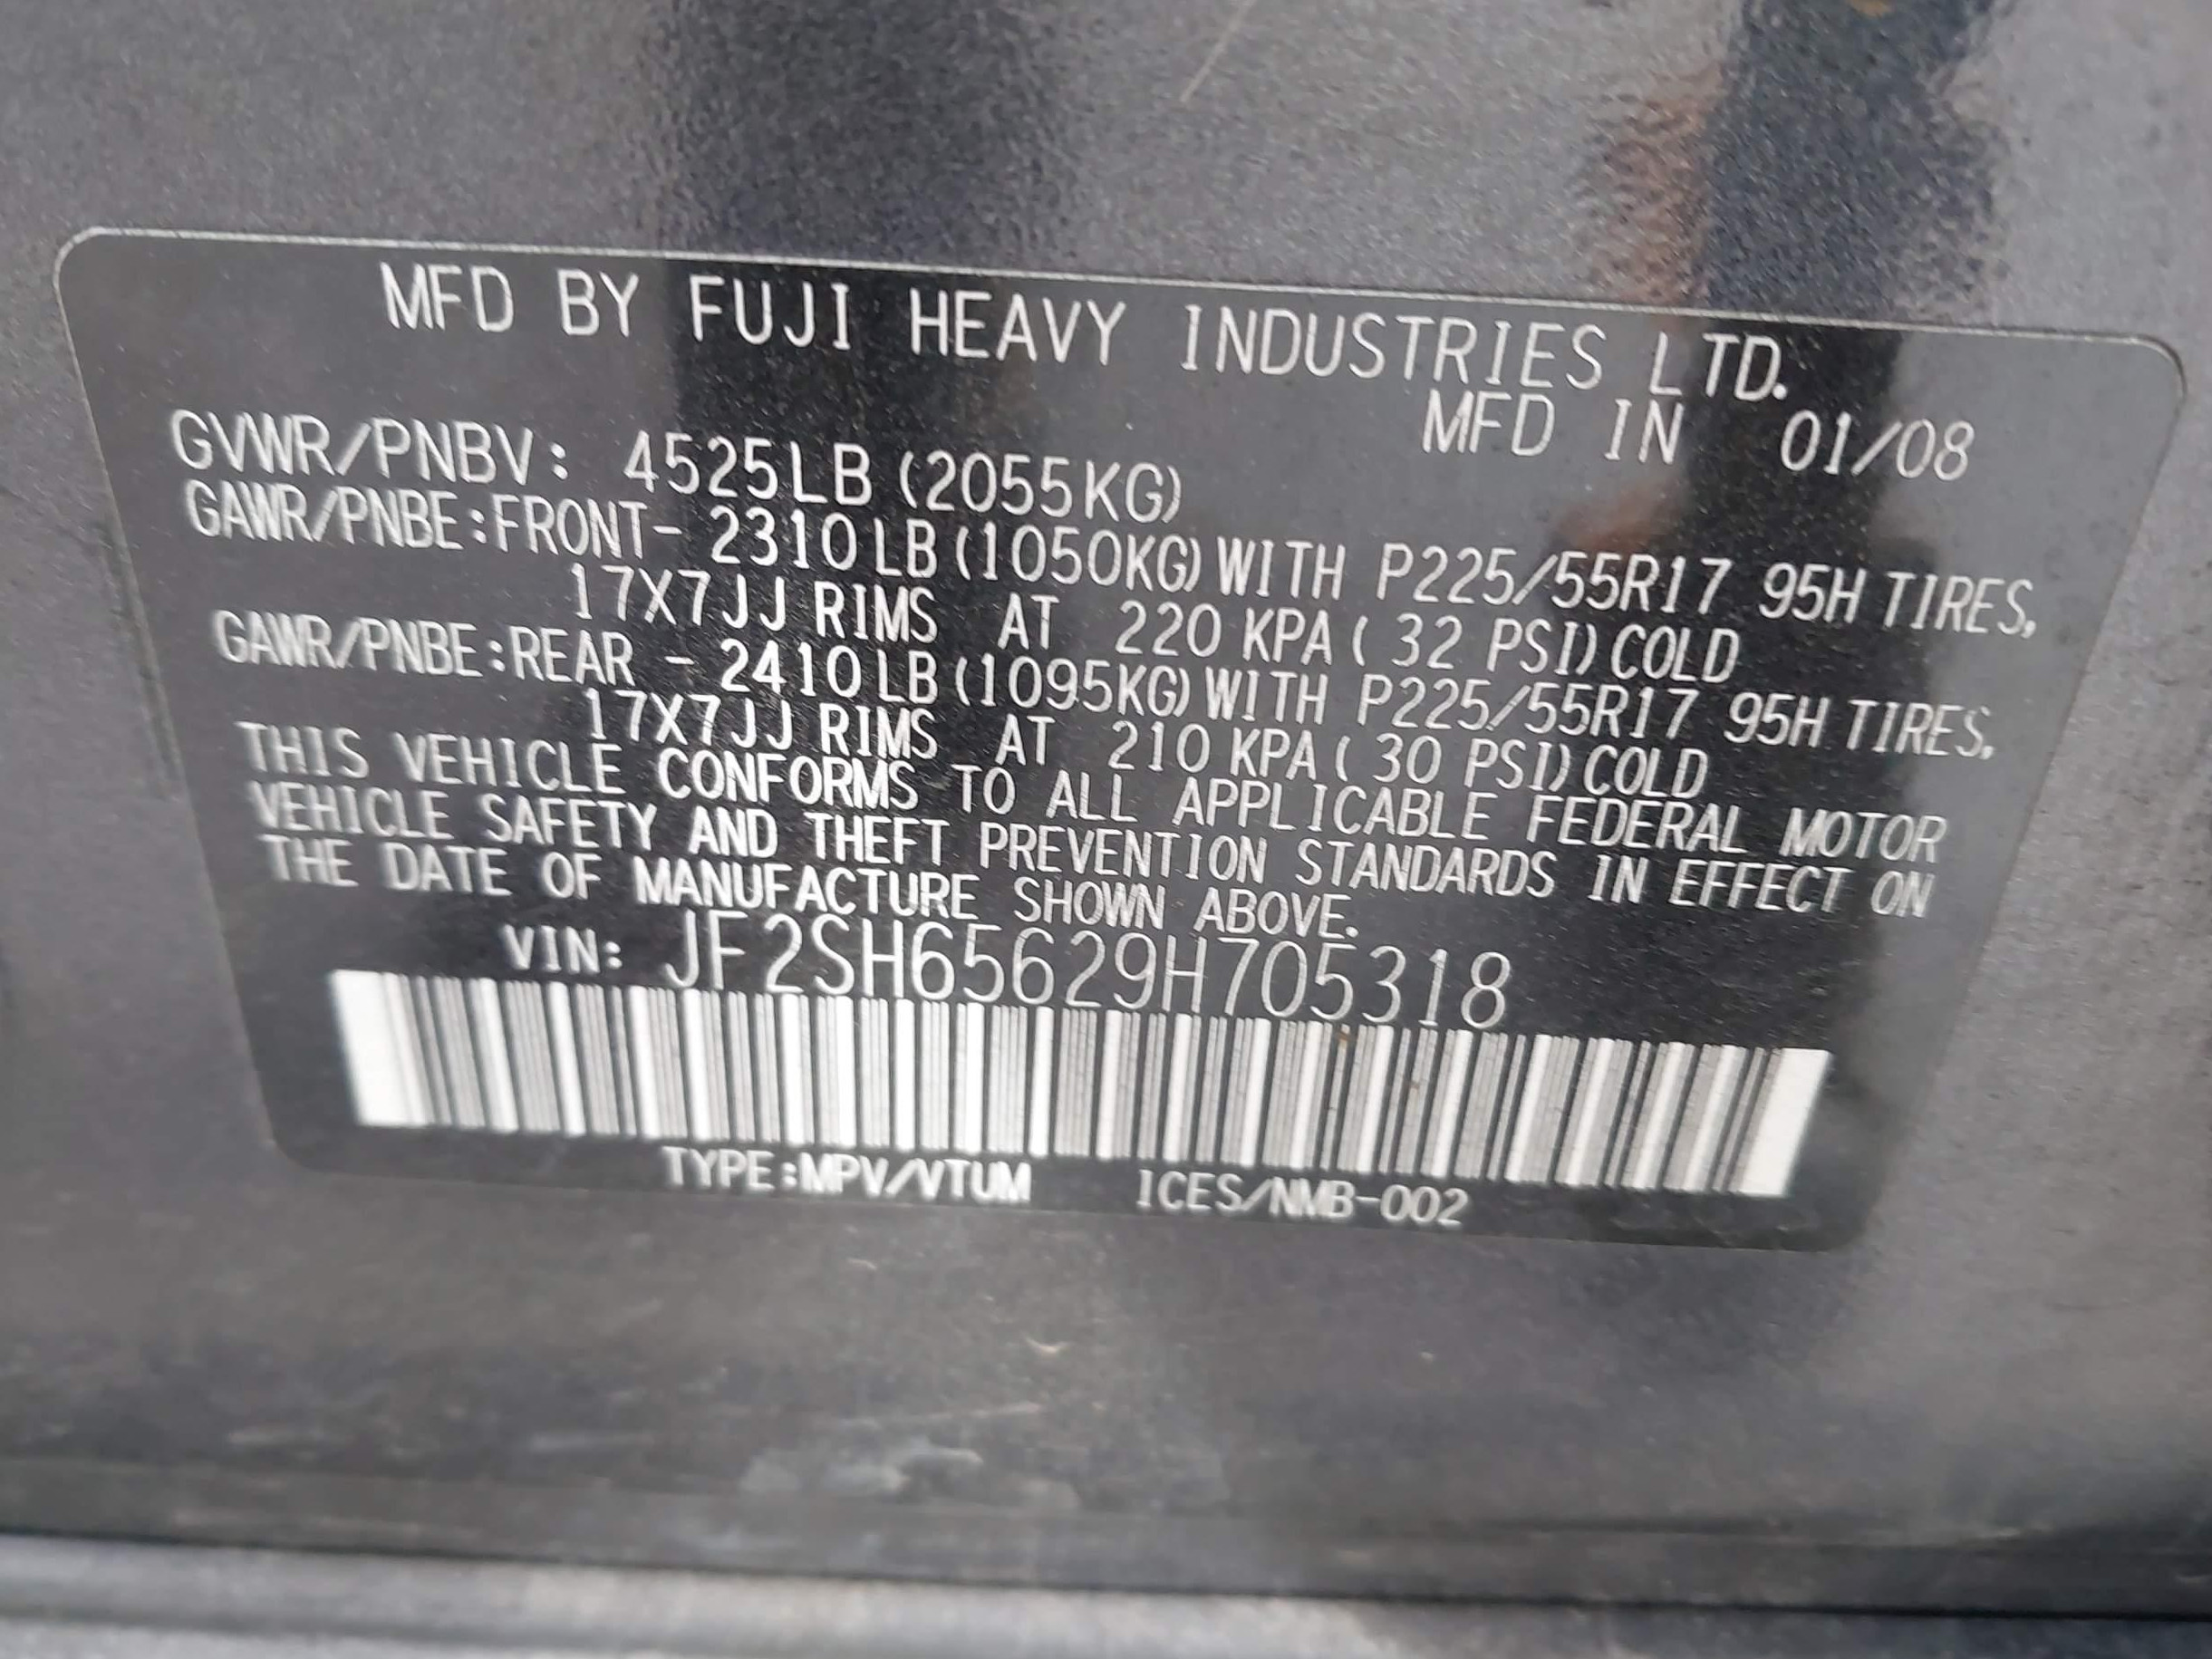 MFD BY FUJI HEAVY INDUSTRIES LTD.
MFD IN 01/08
GVWR/PNBV: 4525LB (2055KG)
GAWR/PNBE:FRONT- 2310LB (1050KG) WITH P225/55R17 95H TIRES,
17X7JJ RIMS AT 220 KPA ( 32 PSI) COLD
GAWR/PNBE:REAR - 2410LB (1095KG) WITH P225/55R17 95H TIRES,
17X7JJ RIMS AT 210 KPA ( 30 PSI) COLD
THIS VEHICLE CONFORMS TO ALL APPLICABLE FEDERAL MOTOR
VEHICLE SAFETY AND THEFT PREVENTION STANDARDS IN EFFECT ON
THE DATE OF MANUFACTURE SHOWN ABOVE.
VIN: JF2SH65629H705318
TYPE:MPV/VTUM ICES/NMB-002